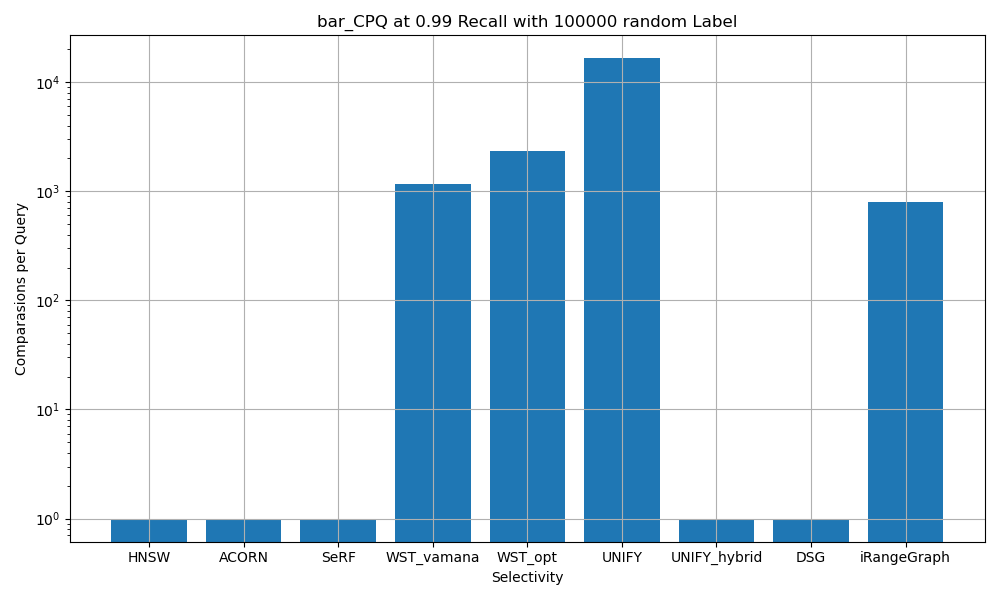 bar_CPQ at 0.99 Recall with 100000 random Label
Comparasions per Query
10^4
10^3
10^2
10^1
10^0
HNSW ACORN SeRF WST_vamana WST_opt UNIFY UNIFY_hybrid DSG iRangeGraph
Selectivity